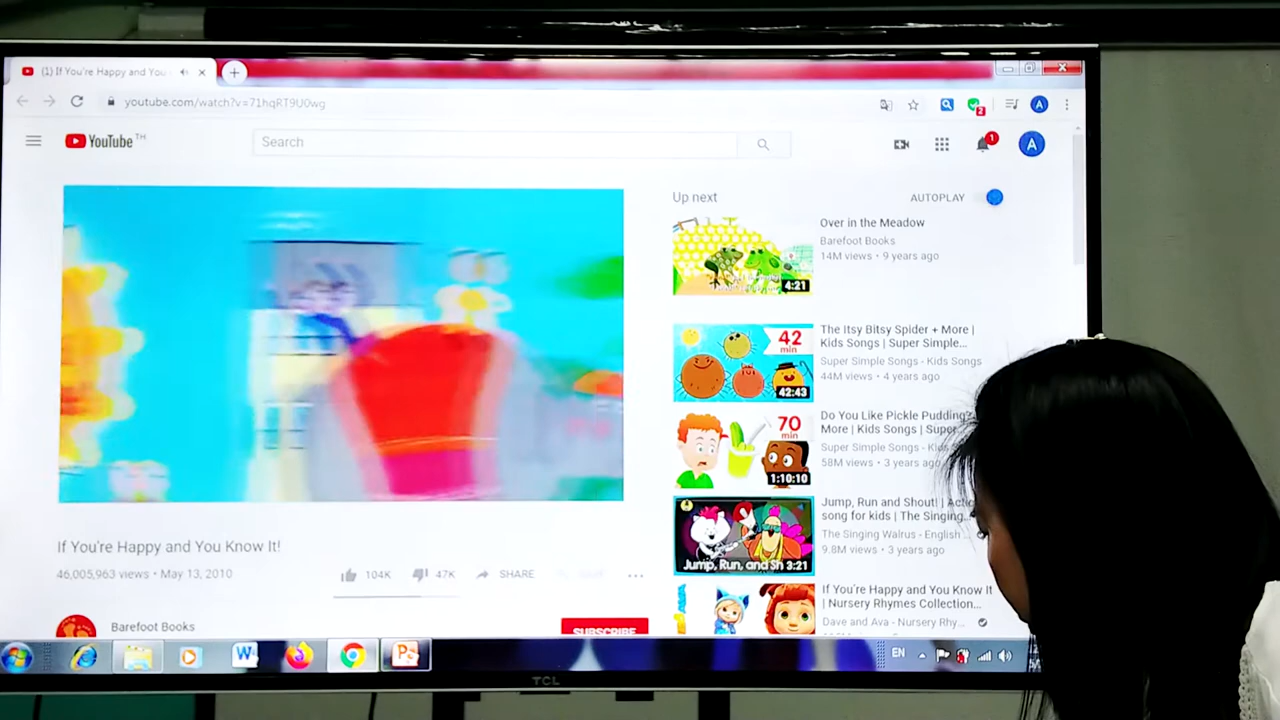 (1) If You're Happy and You
youtube.com/watch?v=71hqRT9U0wg
YouTube TH
Search
1
A
A
2
Up next
AUTOPLAY
Over in the Meadow
Barefoot Books
14M views • 9 years ago
4:21
The Itsy Bitsy Spider + More |
Kids Songs | Super Simple...
Super Simple Songs - Kids Songs
44M views • 4 years ago
42
min
42:43
Do You Like Pickle Pudding?
More | Kids Songs | Super
Super Simple Songs - Kids
58M views • 3 years ago
70
min
1:10:10
Jump, Run and Shout! | Actio
song for kids | The Singing...
The Singing Walrus - English
9.8M views • 3 years ago
Jump, Run, and Sh 3:21
If You're Happy and You Know It
| Nursery Rhymes Collection...
Dave and Ava - Nursery Rhy...
If You're Happy and You Know It!
46,005,963 views • May 13, 2010
104K
47K
SHARE
Barefoot Books
SUBSCRIBE
EN
TCL